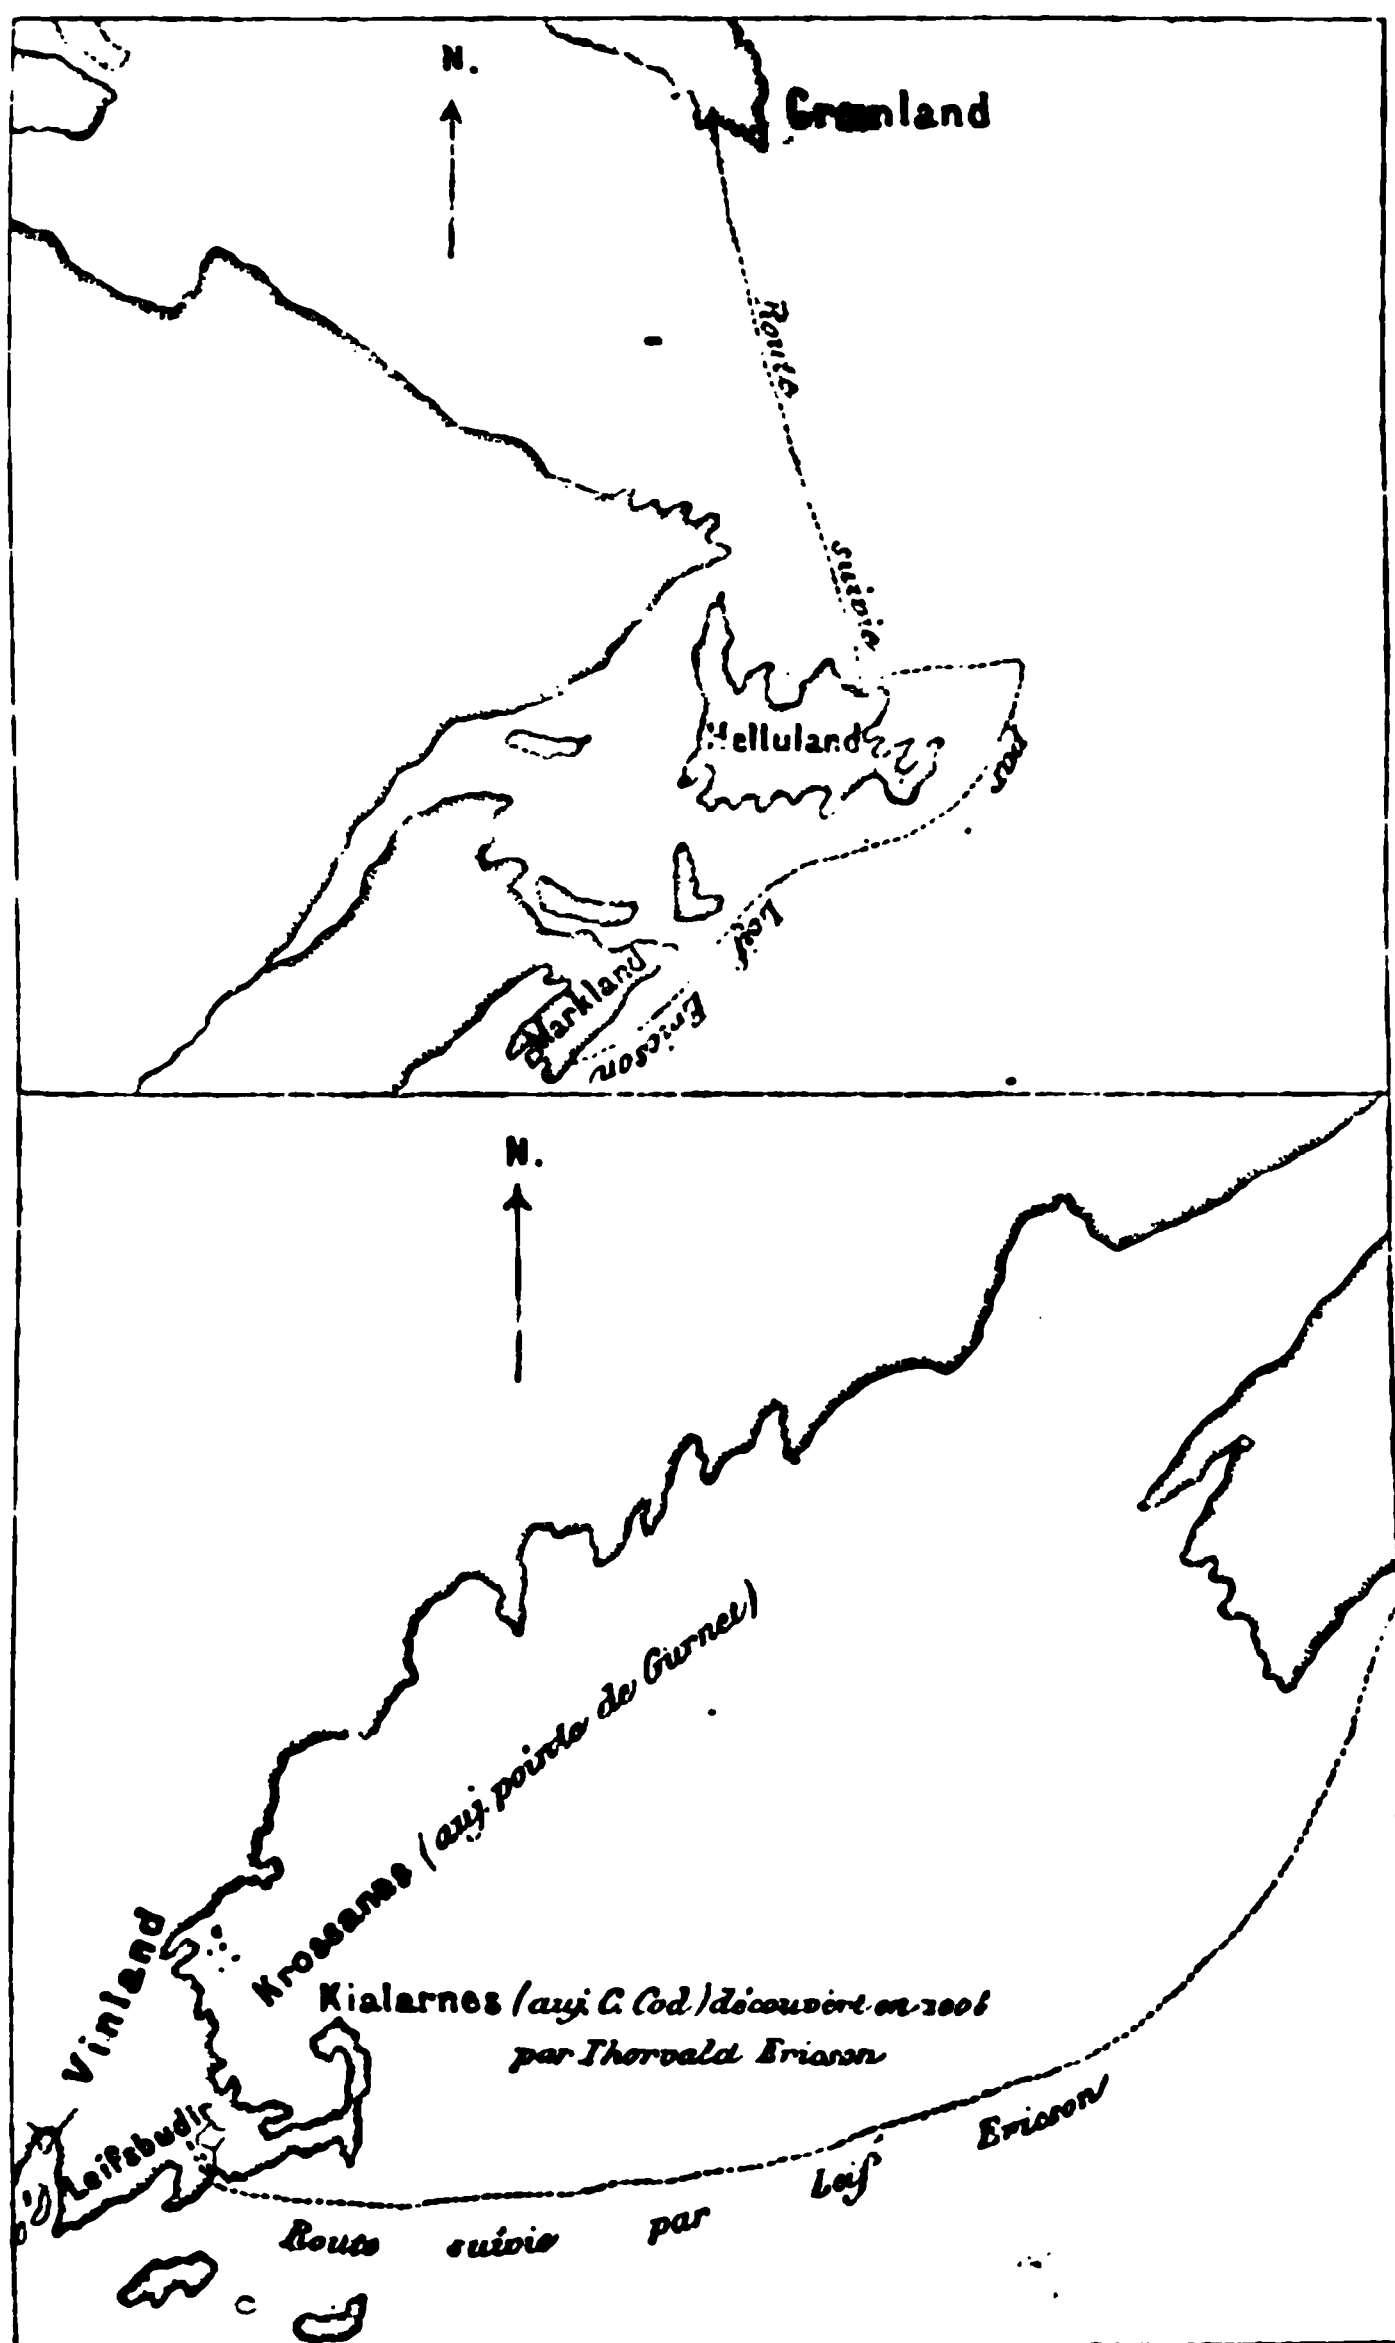 N.
Grœnland
Route suivie par Leif Ericson
Helluland
Markland
N.
Krossanes (auj. pointe de Gurnet)
Vinland
Kialarnes (auj. C. Cod) découvert en 1006
par Thorvald Ericson
Leifsbudir
Route suivie par Leif Ericson